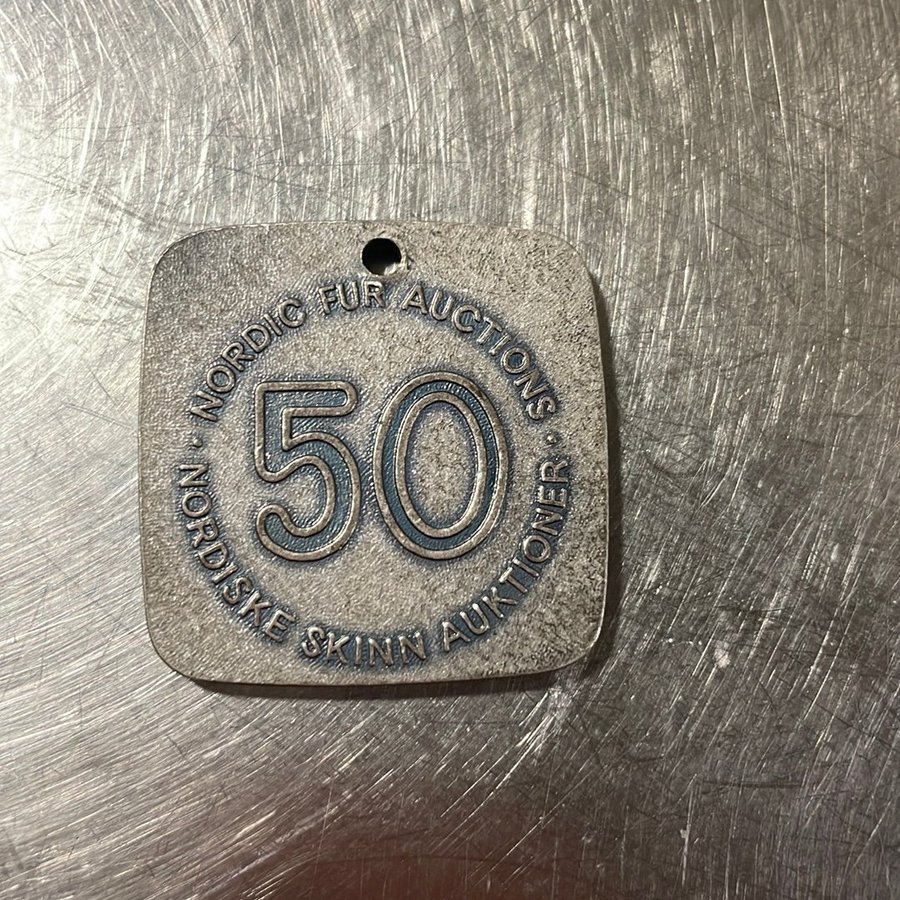 · NORDIC FUR AUCTIONS ·
50
NORDISKE SKINN AUKTIONER